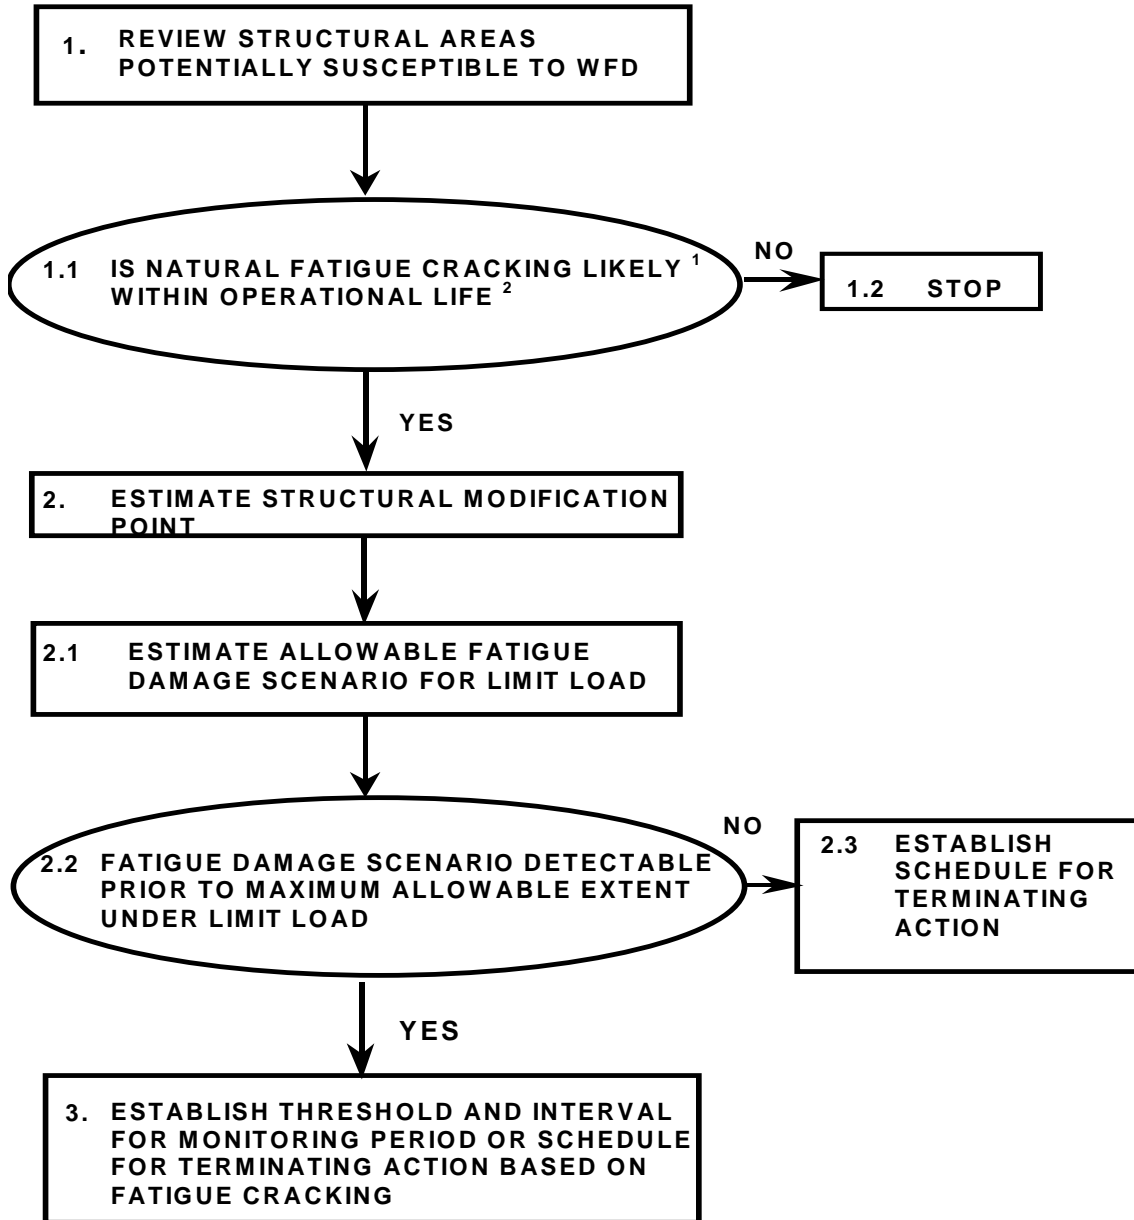 1. REVIEW STRUCTURAL AREAS
POTENTIALLY SUSCEPTIBLE TO WFD
1.1 IS NATURAL FATIGUE CRACKING LIKELY 1
WITHIN OPERATIONAL LIFE 2
NO
1.2 STOP
YES
2. ESTIMATE STRUCTURAL MODIFICATION
POINT
2.1 ESTIMATE ALLOWABLE FATIGUE
DAMAGE SCENARIO FOR LIMIT LOAD
2.2 FATIGUE DAMAGE SCENARIO DETECTABLE
PRIOR TO MAXIMUM ALLOWABLE EXTENT
UNDER LIMIT LOAD
NO
2.3 ESTABLISH
SCHEDULE FOR
TERMINATING
ACTION
YES
3. ESTABLISH THRESHOLD AND INTERVAL
FOR MONITORING PERIOD OR SCHEDULE
FOR TERMINATING ACTION BASED ON
FATIGUE CRACKING